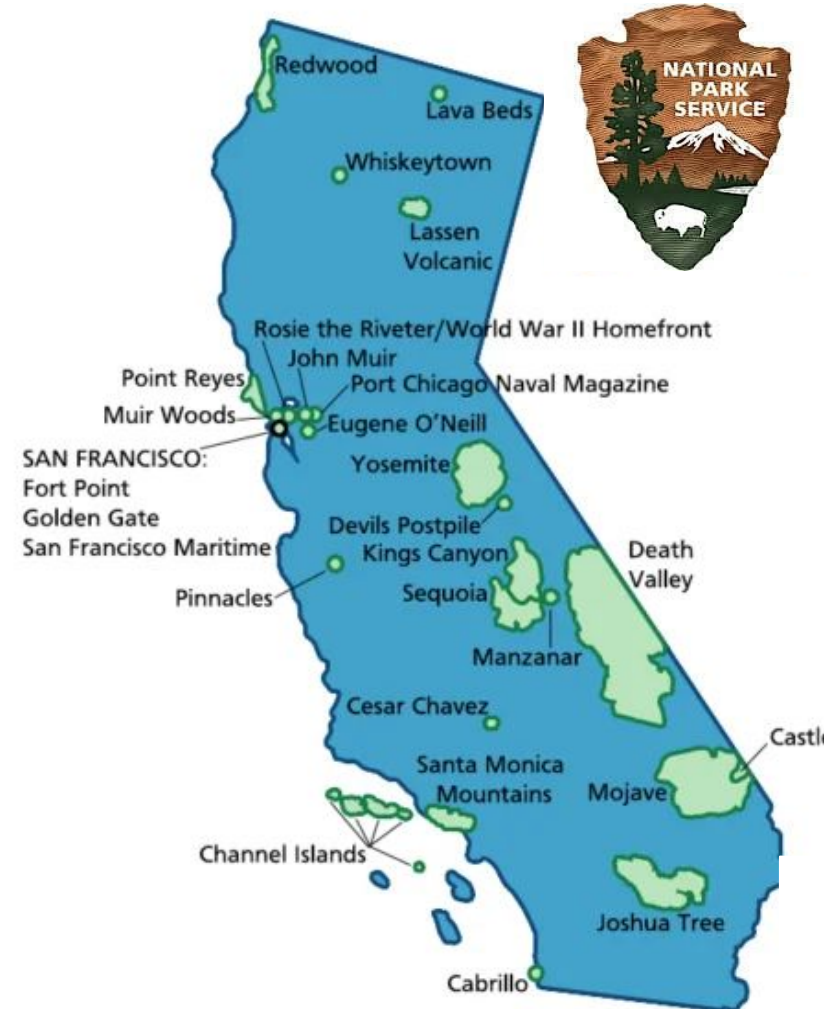 NATIONAL
PARK
SERVICE
Redwood
Lava Beds
Whiskeytown
Lassen
Volcanic
Rosie the Riveter/World War II Homefront
John Muir
Point Reyes
Port Chicago Naval Magazine
Muir Woods
Eugene O'Neill
SAN FRANCISCO:
Fort Point
Golden Gate
San Francisco Maritime
Yosemite
Devils Postpile
Kings Canyon
Death
Valley
Pinnacles
Sequoia
Manzanar
Cesar Chavez
Castle
Santa Monica
Mountains
Mojave
Channel Islands
Joshua Tree
Cabrillo